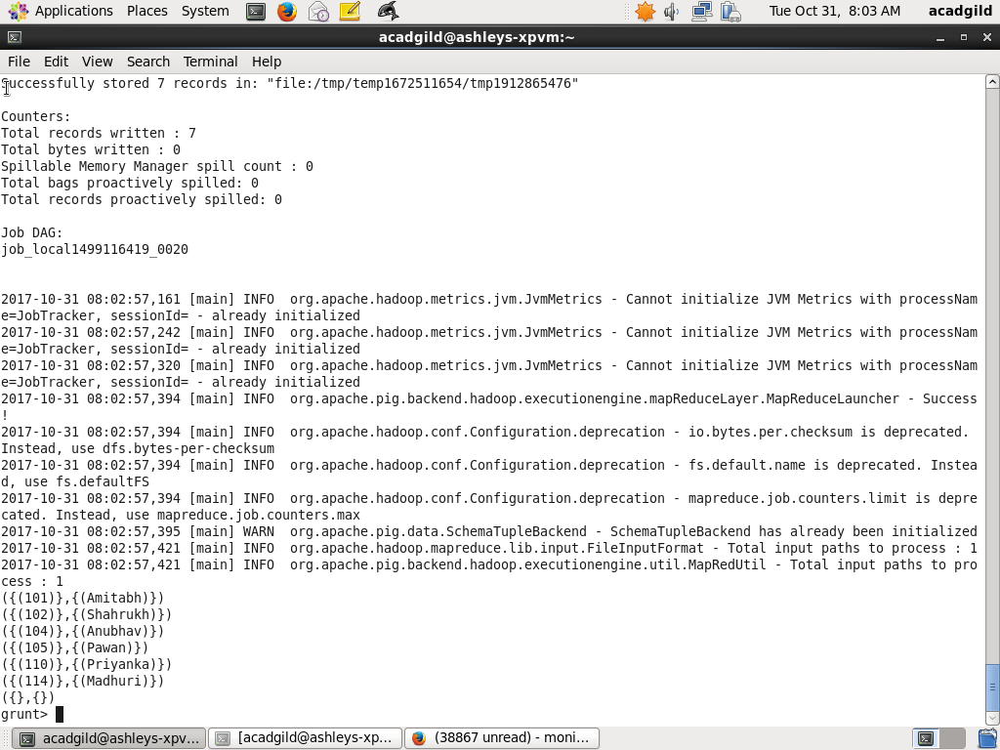 Applications Places System Tue Oct 31, 8:03 AM acadgild
acadgild@ashleys-xpvm:~
File Edit View Search Terminal Help
Successfully stored 7 records in: "file:/tmp/temp1672511654/tmp1912865476"
Counters:
Total records written : 7
Total bytes written : 0
Spillable Memory Manager spill count : 0
Total bags proactively spilled: 0
Total records proactively spilled: 0
Job DAG:
job_local1499116419_0020
2017-10-31 08:02:57,161 [main] INFO  org.apache.hadoop.metrics.jvm.JvmMetrics - Cannot initialize JVM Metrics with processNam
e=JobTracker, sessionId= - already initialized
2017-10-31 08:02:57,242 [main] INFO  org.apache.hadoop.metrics.jvm.JvmMetrics - Cannot initialize JVM Metrics with processNam
e=JobTracker, sessionId= - already initialized
2017-10-31 08:02:57,320 [main] INFO  org.apache.hadoop.metrics.jvm.JvmMetrics - Cannot initialize JVM Metrics with processNam
e=JobTracker, sessionId= - already initialized
2017-10-31 08:02:57,394 [main] INFO  org.apache.pig.backend.hadoop.executionengine.mapReduceLayer.MapReduceLauncher - Success
!
2017-10-31 08:02:57,394 [main] INFO  org.apache.hadoop.conf.Configuration.deprecation - io.bytes.per.checksum is deprecated.
Instead, use dfs.bytes-per-checksum
2017-10-31 08:02:57,394 [main] INFO  org.apache.hadoop.conf.Configuration.deprecation - fs.default.name is deprecated. Instea
d, use fs.defaultFS
2017-10-31 08:02:57,394 [main] INFO  org.apache.hadoop.conf.Configuration.deprecation - mapreduce.job.counters.limit is depre
cated. Instead, use mapreduce.job.counters.max
2017-10-31 08:02:57,395 [main] WARN  org.apache.pig.data.SchemaTupleBackend - SchemaTupleBackend has already been initialized
2017-10-31 08:02:57,421 [main] INFO  org.apache.hadoop.mapreduce.lib.input.FileInputFormat - Total input paths to process : 1
2017-10-31 08:02:57,421 [main] INFO  org.apache.pig.backend.hadoop.executionengine.util.MapRedUtil - Total input paths to pro
cess : 1
({(101)},{(Amitabh)})
({(102)},{(Shahrukh)})
({(104)},{(Anubhav)})
({(105)},{(Pawan)})
({(110)},{(Priyanka)})
({(114)},{(Madhuri)})
({},{})
grunt>
acadgild@ashleys-xpv... [acadgild@ashleys-xp... (38867 unread) - moni...